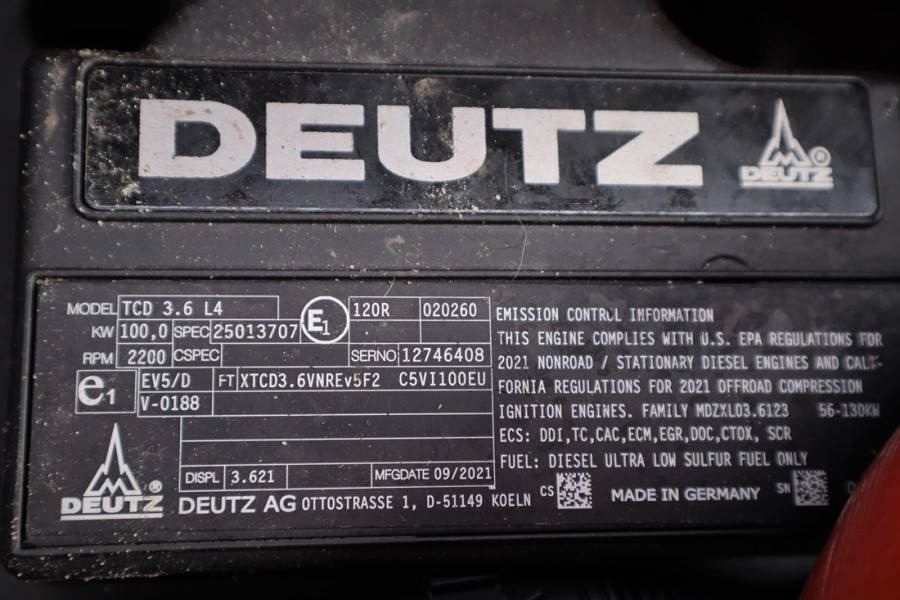 DEUTZ
DEUTZ ®
MODEL TCD 3.6 L4
KW 100,0 SPEC 25013707 E1 120R 020260
RPM 2200 CSPEC SERNO 12746408
e1 EV5/D FT XTCD3.6VNREv5F2 C5VI100EU
V-0188
DISPL 3.621 MFGDATE 09/2021
DEUTZ ®
DEUTZ AG OTTOSTRASSE 1, D-51149 KOELN
EMISSION CONTROL INFORMATION
THIS ENGINE COMPLIES WITH U.S. EPA REGULATIONS FOR
2021 NONROAD / STATIONARY DIESEL ENGINES AND CALI-
FORNIA REGULATIONS FOR 2021 OFFROAD COMPRESSION
IGNITION ENGINES. FAMILY MDZXL03.6123 56-130KW
ECS: DDI,TC,CAC,ECM,EGR,DOC,CTOX, SCR
FUEL: DIESEL ULTRA LOW SULFUR FUEL ONLY
CS MADE IN GERMANY SN